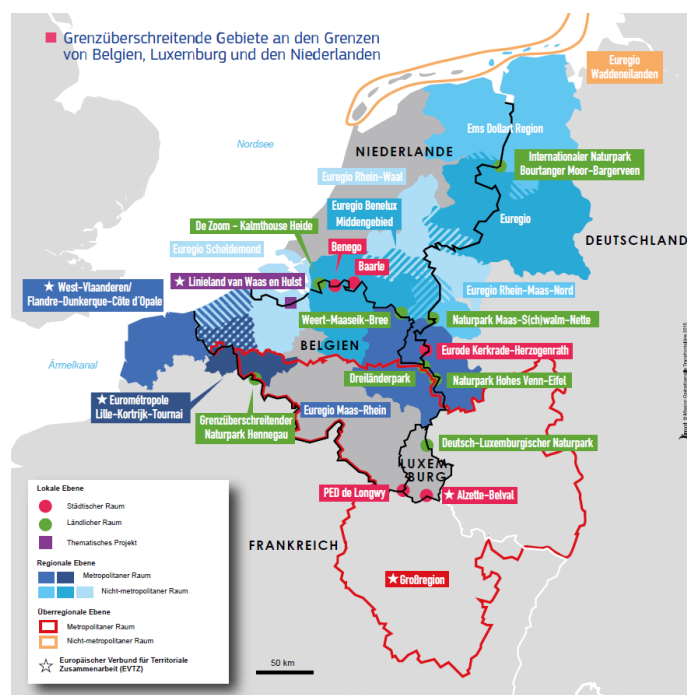 Grenzüberschreitende Gebiete an den Grenzen
von Belgien, Luxemburg und den Niederlanden
Euregio
Waddeneilanden
Ems Dollart Region
Nordsee
NIEDERLANDE
Internationaler Naturpark
Bourtanger Moor-Bargerveen
Euregio Rhein-Waal
Euregio Benelux
Middengebied
Euregio
De Zoom - Kalmthouse Heide
Benego
DEUTSCHLAND
Euregio Scheldemond
Baarle
West-Vlaanderen/
Flandre-Dunkerque-Côte d'Opale
Linieland van Waas en Hulst
Euregio Rhein-Maas-Nord
Weert-Maaseik-Bree
Naturpark Maas-S(ch)walm-Nette
BELGIEN
Eurode Kerkrade-Herzogenrath
Ärmelkanal
Dreiländerpark
Naturpark Hohes Venn-Eifel
Eurométropole
Lille-Kortrijk-Tournai
Grenzüberschreitender
Naturpark Hennegau
Euregio Maas-Rhein
Deutsch-Luxemburgischer Naturpark
LUXEM
BURG
PED de Longwy
Alzette-Belval
FRANKREICH
Großregion
Lokale Ebene
Städtischer Raum
Ländlicher Raum
Thematisches Projekt
Regionale Ebene
Metropolitaner Raum
Nicht-metropolitaner Raum
Überregionale Ebene
Metropolitaner Raum
Nicht-metropolitaner Raum
Europäischer Verbund für Territoriale
Zusammenarbeit (EVTZ)
50 km